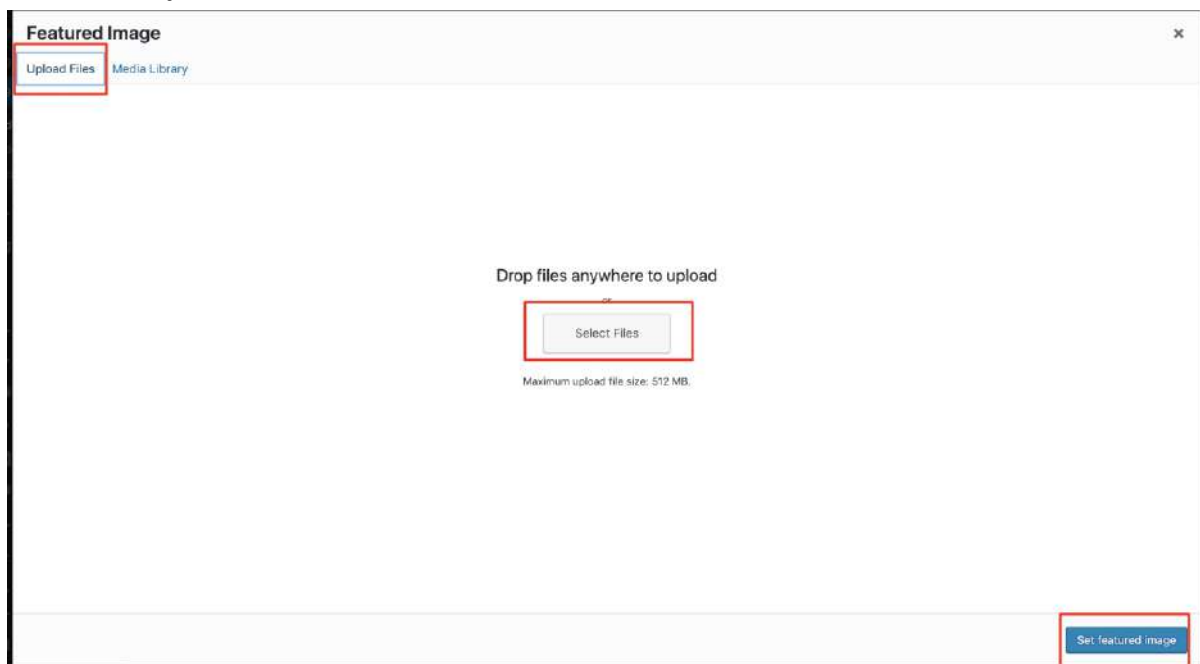 Featured Image
×
Upload Files Media Library
Drop files anywhere to upload
or
Select Files
Maximum upload file size: 512 MB.
Set featured image